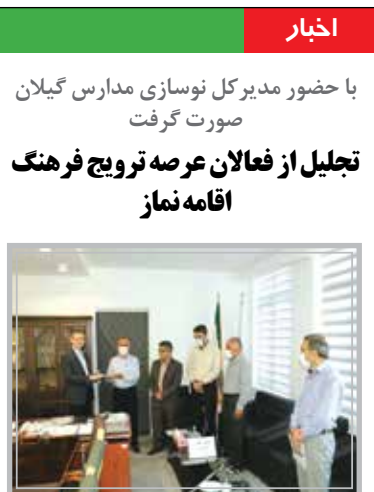 اخبار
با حضور مدیرکل نوسازی مدارس گیلان
صورت گرفت
تجلیل از فعالان عرصه ترویج فرهنگ
اقامه نماز